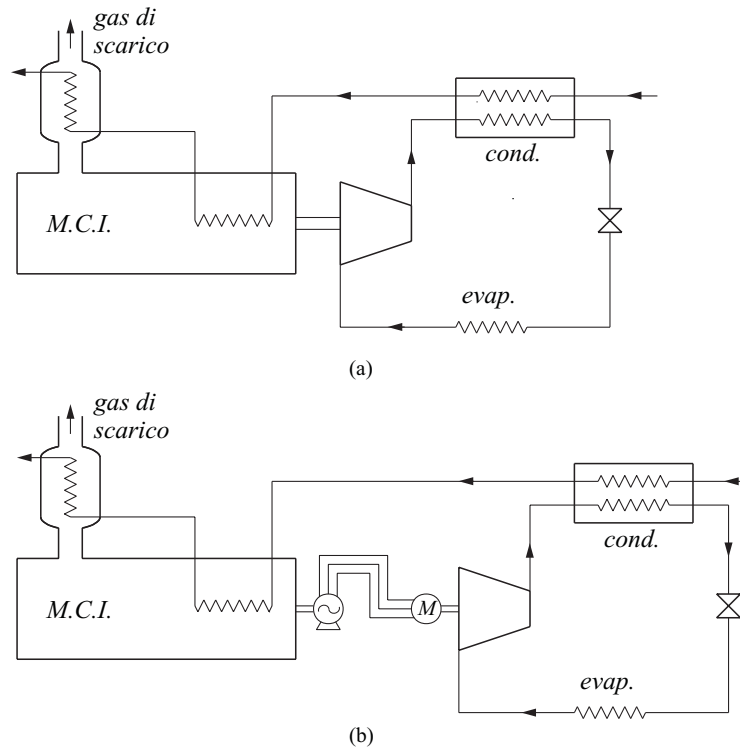 gas di
scarico
cond.
M.C.I.
evap.
(a)
gas di
scarico
cond.
M.C.I.
M
evap.
(b)